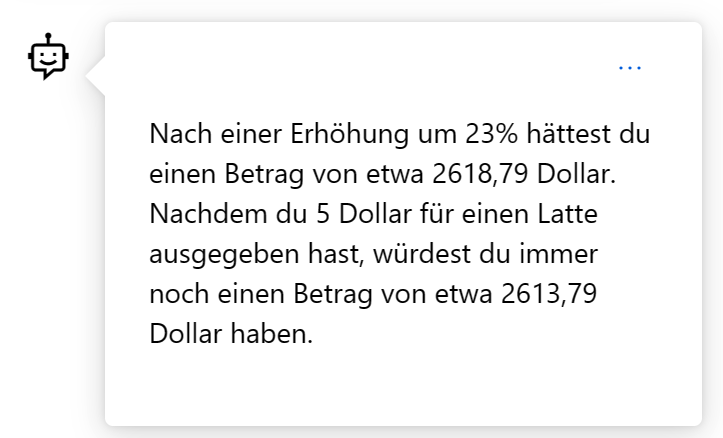 ...
Nach einer Erhöhung um 23% hättest du
einen Betrag von etwa 2618,79 Dollar.
Nachdem du 5 Dollar für einen Latte
ausgegeben hast, würdest du immer
noch einen Betrag von etwa 2613,79
Dollar haben.